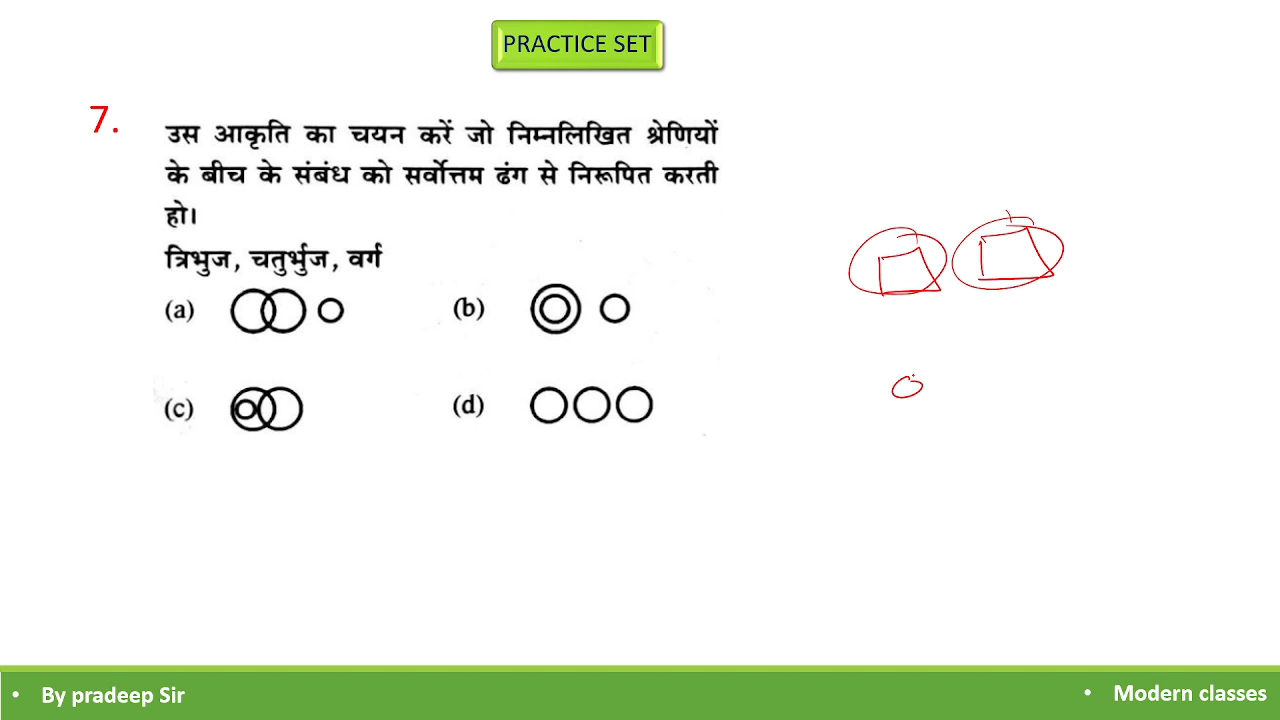 PRACTICE SET
7.
उस आकृति का चयन करें जो निम्नलिखित श्रेणियों
के बीच के संबंध को सर्वोत्तम ढंग से निरूपित करती
हो।
त्रिभुज, चतुर्भुज, वर्ग
(a) (b)
(c) (d)
• By pradeep Sir • Modern classes